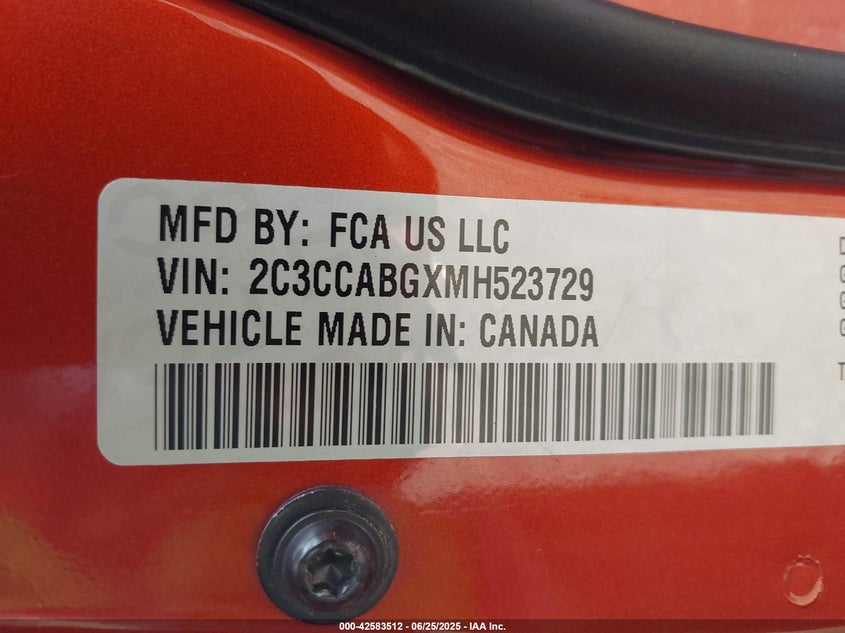 MFD BY: FCA US LLC
VIN: 2C3CCABGXMH523729
VEHICLE MADE IN: CANADA
D
G
G
G
T
000-42583512 - 06/25/2025 - IAA Inc.